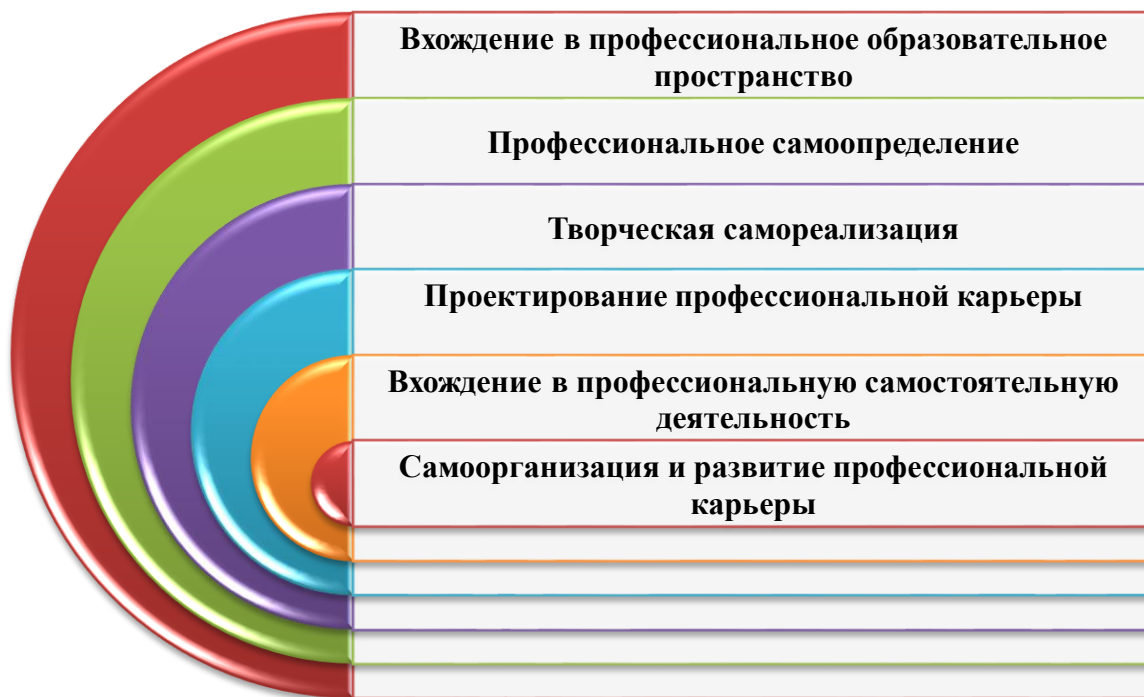 Вхождение в профессиональное образовательное
пространство
Профессиональное самоопределение
Творческая самореализация
Проектирование профессиональной карьеры
Вхождение в профессиональную самостоятельную
деятельность
Самоорганизация и развитие профессиональной
карьеры